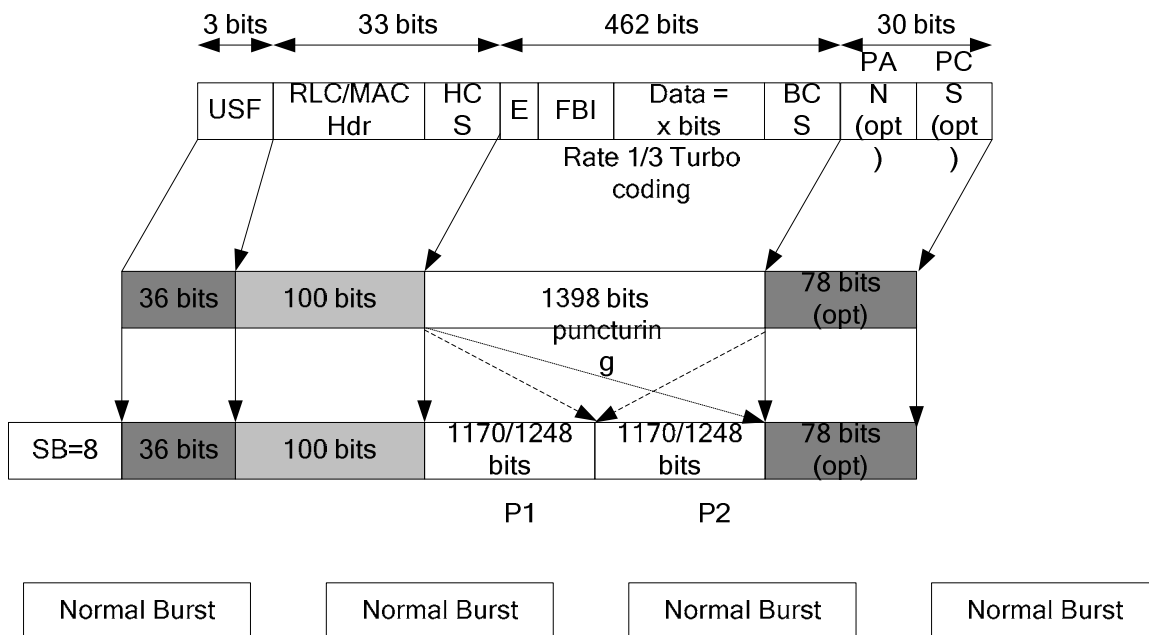 3 bits
33 bits
462 bits
30 bits
USF
RLC/MAC
Hdr
HC
S
E
FBI
Data =
x bits
BC
S
PA
N
(opt
)
PC
S
(opt
)
Rate 1/3 Turbo
coding
36 bits
100 bits
1398 bits
puncturin
g
78 bits
(opt)
SB=8
36 bits
100 bits
1170/1248
bits
1170/1248
bits
78 bits
(opt)
P1
P2
Normal Burst
Normal Burst
Normal Burst
Normal Burst